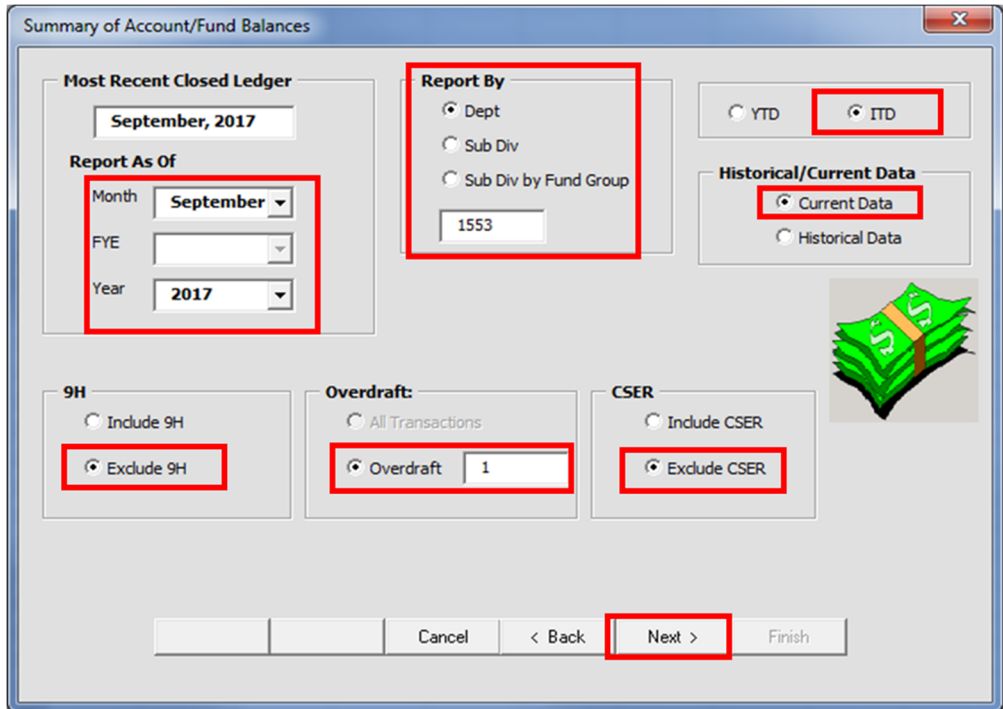 Summary of Account/Fund Balances
Most Recent Closed Ledger
September, 2017
Report As Of
Month September
FYE
Year 2017
Report By
Dept
Sub Div
Sub Div by Fund Group
1553
YTD ITD
Historical/Current Data
Current Data
Historical Data
9H
Include 9H
Exclude 9H
Overdraft:
All Transactions
Overdraft 1
CSER
Include CSER
Exclude CSER
Cancel < Back Next > Finish